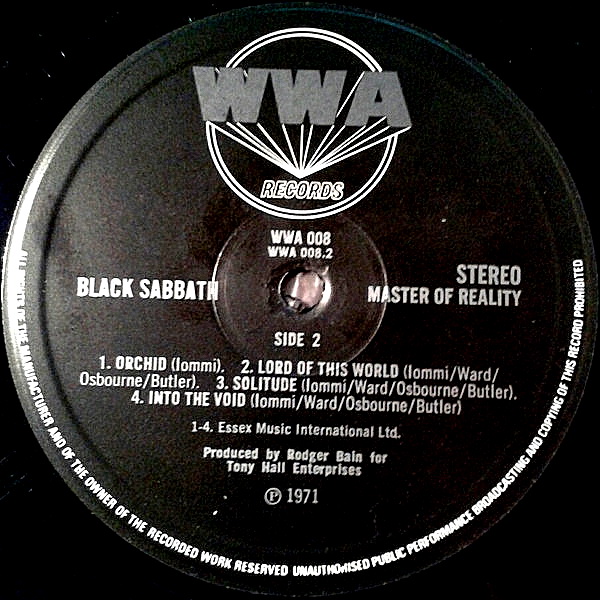 WWA
RECORDS
WWA 008
WWA 008.2
BLACK SABBATH
STEREO
MASTER OF REALITY
SIDE 2
1. ORCHID (Iommi). 2. LORD OF THIS WORLD (Iommi/Ward/
Osbourne/Butler). 3. SOLITUDE (Iommi/Ward/Osbourne/Butler).
4. INTO THE VOID (Iommi/Ward/Osbourne/Butler)
1-4. Essex Music International Ltd.
Produced by Rodger Bain for
Tony Hall Enterprises
℗ 1971
ALL RIGHTS OF THE MANUFACTURER AND OF THE OWNER OF THE RECORDED WORK RESERVED UNAUTHORISED PUBLIC PERFORMANCE BROADCASTING AND COPYING OF THIS RECORD PROHIBITED